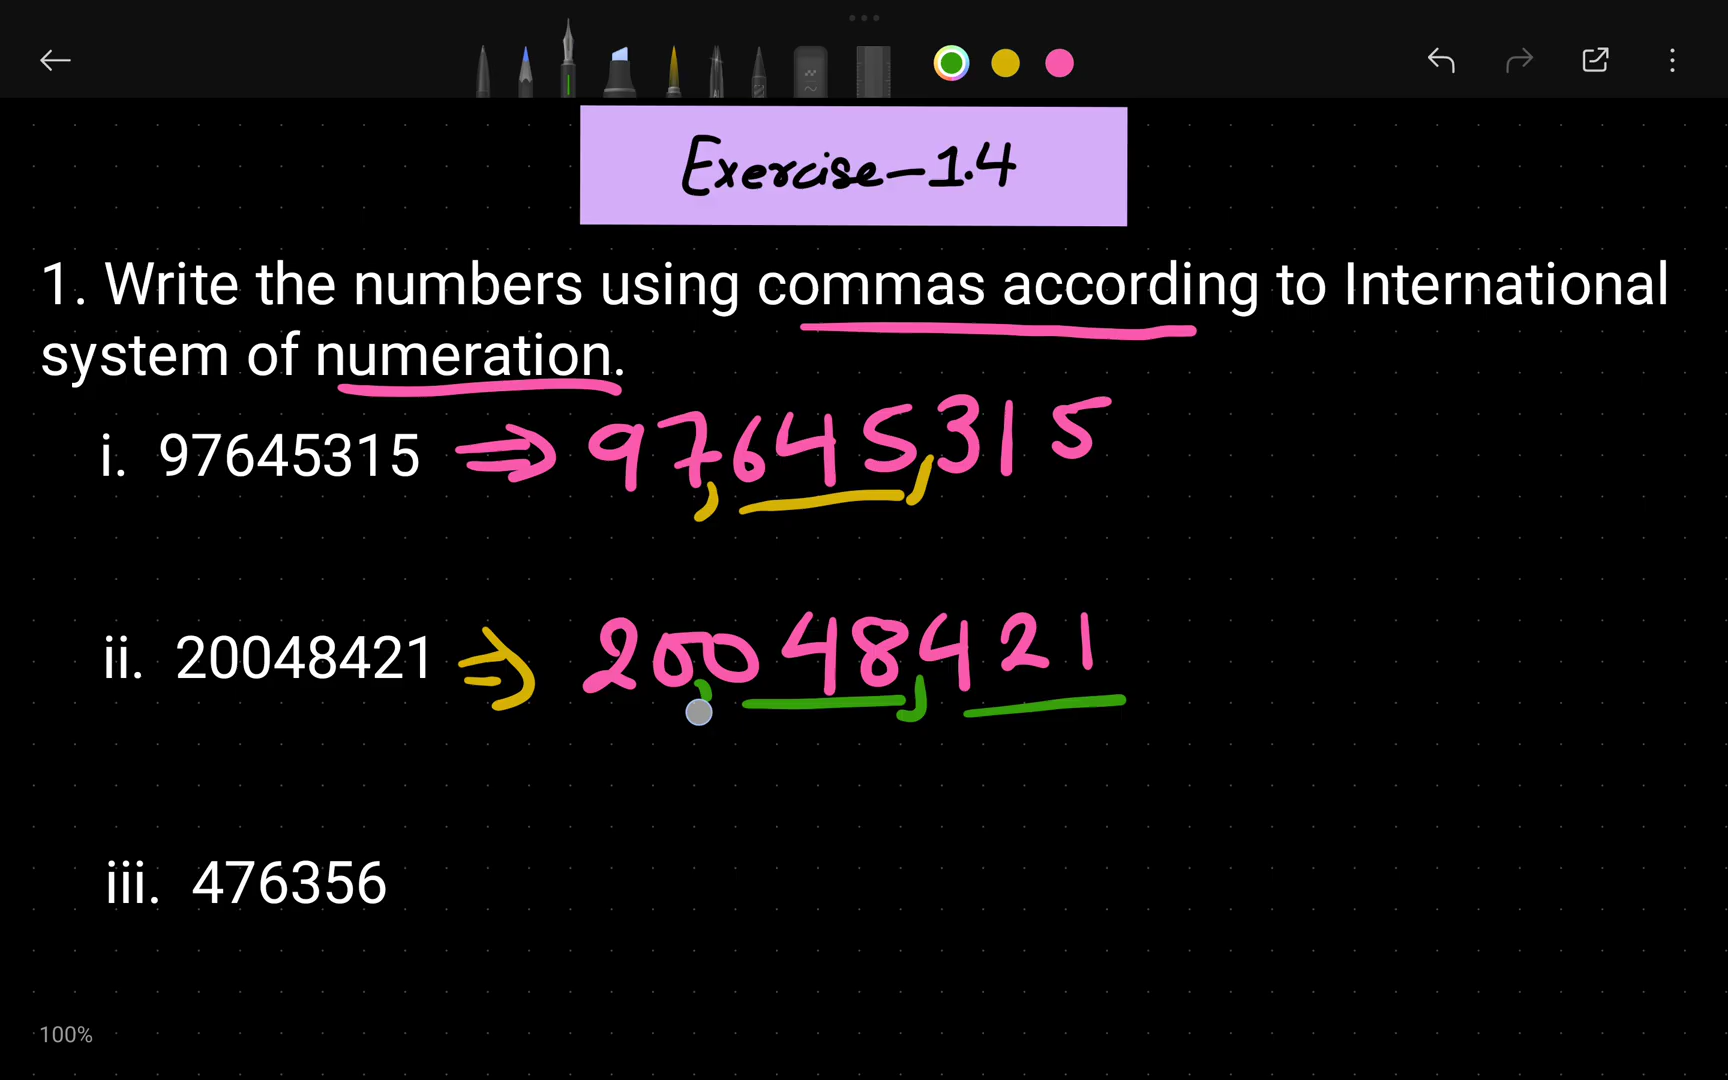 Exercise-1.4
1. Write the numbers using commas according to International
system of numeration.
i. 97645315 ⇒ 97,645,315
ii. 20048421 ⇒ 20,048,421
iii. 476356
100%